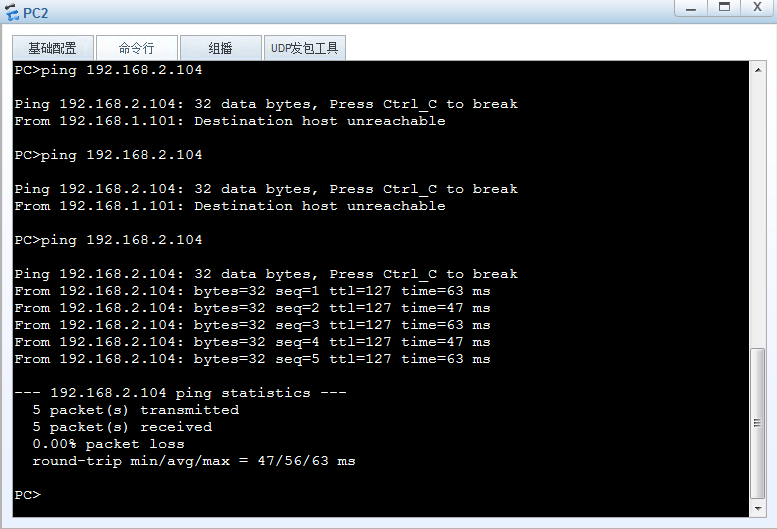 PC2
基础配置 命令行 组播 UDP发包工具
PC>ping 192.168.2.104
Ping 192.168.2.104: 32 data bytes, Press Ctrl_C to break
From 192.168.1.101: Destination host unreachable
PC>ping 192.168.2.104
Ping 192.168.2.104: 32 data bytes, Press Ctrl_C to break
From 192.168.1.101: Destination host unreachable
PC>ping 192.168.2.104
Ping 192.168.2.104: 32 data bytes, Press Ctrl_C to break
From 192.168.2.104: bytes=32 seq=1 ttl=127 time=63 ms
From 192.168.2.104: bytes=32 seq=2 ttl=127 time=47 ms
From 192.168.2.104: bytes=32 seq=3 ttl=127 time=63 ms
From 192.168.2.104: bytes=32 seq=4 ttl=127 time=47 ms
From 192.168.2.104: bytes=32 seq=5 ttl=127 time=63 ms
--- 192.168.2.104 ping statistics ---
5 packet(s) transmitted
5 packet(s) received
0.00% packet loss
round-trip min/avg/max = 47/56/63 ms
PC>